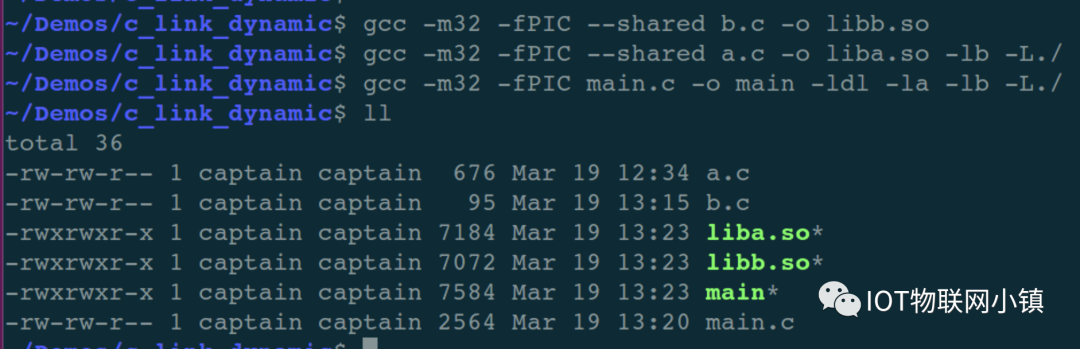 ~/Demos/c_link_dynamic$ gcc -m32 -fPIC --shared b.c -o libb.so
~/Demos/c_link_dynamic$ gcc -m32 -fPIC --shared a.c -o liba.so -lb -L./
~/Demos/c_link_dynamic$ gcc -m32 -fPIC main.c -o main -ldl -la -lb -L./
~/Demos/c_link_dynamic$ ll
total 36
-rw-rw-r-- 1 captain captain  676 Mar 19 12:34 a.c
-rw-rw-r-- 1 captain captain   95 Mar 19 13:15 b.c
-rwxrwxr-x 1 captain captain 7184 Mar 19 13:23 liba.so*
-rwxrwxr-x 1 captain captain 7072 Mar 19 13:23 libb.so*
-rwxrwxr-x 1 captain captain 7584 Mar 19 13:23 main*
IOT物联网小镇
-rw-rw-r-- 1 captain captain 2564 Mar 19 13:20 main.c